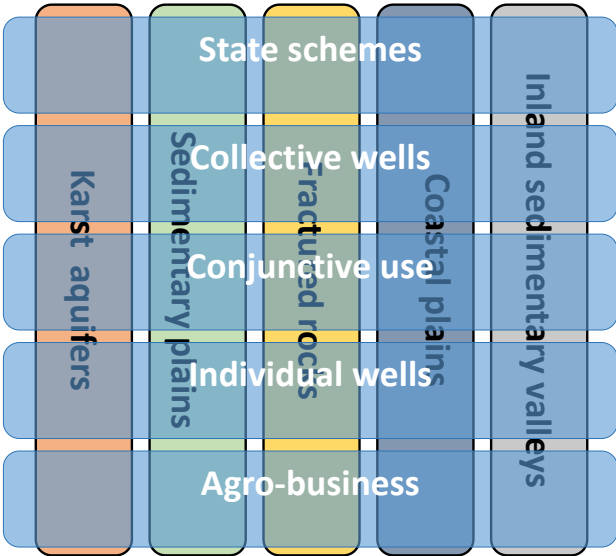 State schemes
Collective wells
Conjunctive use
Individual wells
Agro-business
Karst aquifers
Sedimentary plains
Fractured rocks
Coastal plains
Inland sedimentary valleys